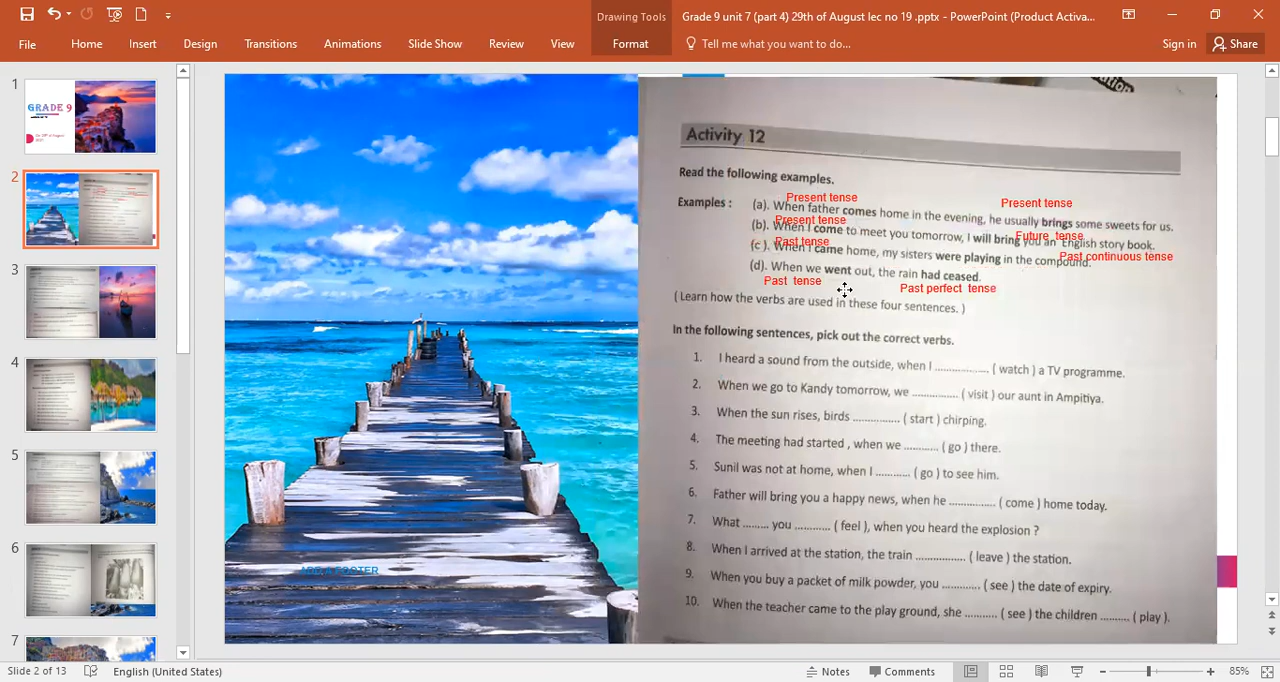 Drawing Tools
Grade 9 unit 7 (part 4) 29th of August lec no 19 .pptx - PowerPoint (Product Activa...
File Home Insert Design Transitions Animations Slide Show Review View Format Tell me what you want to do... Sign in Share
1
GRADE 9
2
3
4
5
6
7
Activity 12
Read the following examples.
Present tense
Present tense
Examples : (a). When father comes home in the evening, he usually brings some sweets for us.
Present tense
(b). When I come to meet you tomorrow, I will bring you an English story book.
Future tense
Past tense
(c ). When I came home, my sisters were playing in the compound.
Past continuous tense
(d). When we went out, the rain had ceased.
Past tense
Past perfect tense
( Learn how the verbs are used in these four sentences. )
In the following sentences, pick out the correct verbs.
1. I heard a sound from the outside, when I .................. ( watch ) a TV programme.
2. When we go to Kandy tomorrow, we ............... ( visit ) our aunt in Ampitiya.
3. When the sun rises, birds ............... ( start ) chirping.
4. The meeting had started , when we ........... ( go ) there.
5. Sunil was not at home, when I ........... ( go ) to see him.
6. Father will bring you a happy news, when he ............... ( come ) home today.
7. What ........ you ........... ( feel ), when you heard the explosion ?
8. When I arrived at the station, the train ................ ( leave ) the station.
9. When you buy a packet of milk powder, you ............ ( see ) the date of expiry.
10. When the teacher came to the play ground, she .......... ( see ) the children ......... ( play ).
ADD A FOOTER
Slide 2 of 13 English (United States) Notes Comments 85%